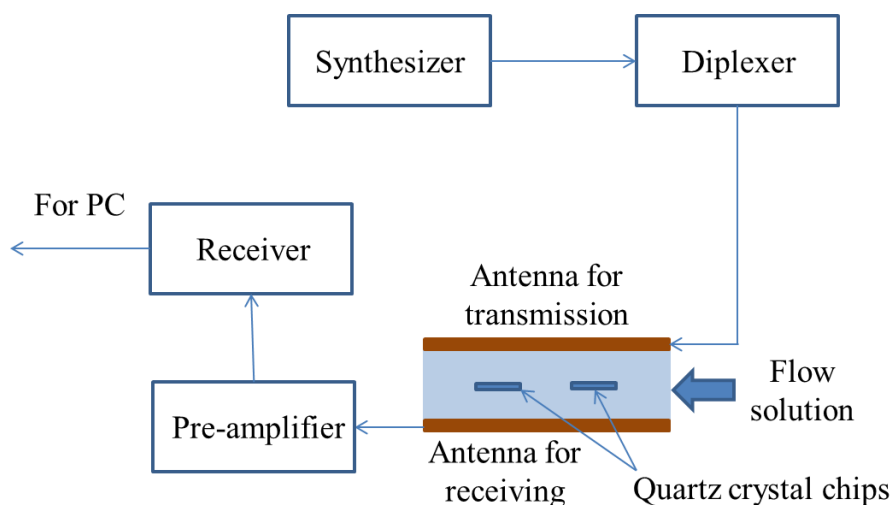 Synthesizer
Diplexer
For PC
Receiver
Antenna for
transmission
Flow
solution
Pre-amplifier
Antenna for
receiving
Quartz crystal chips